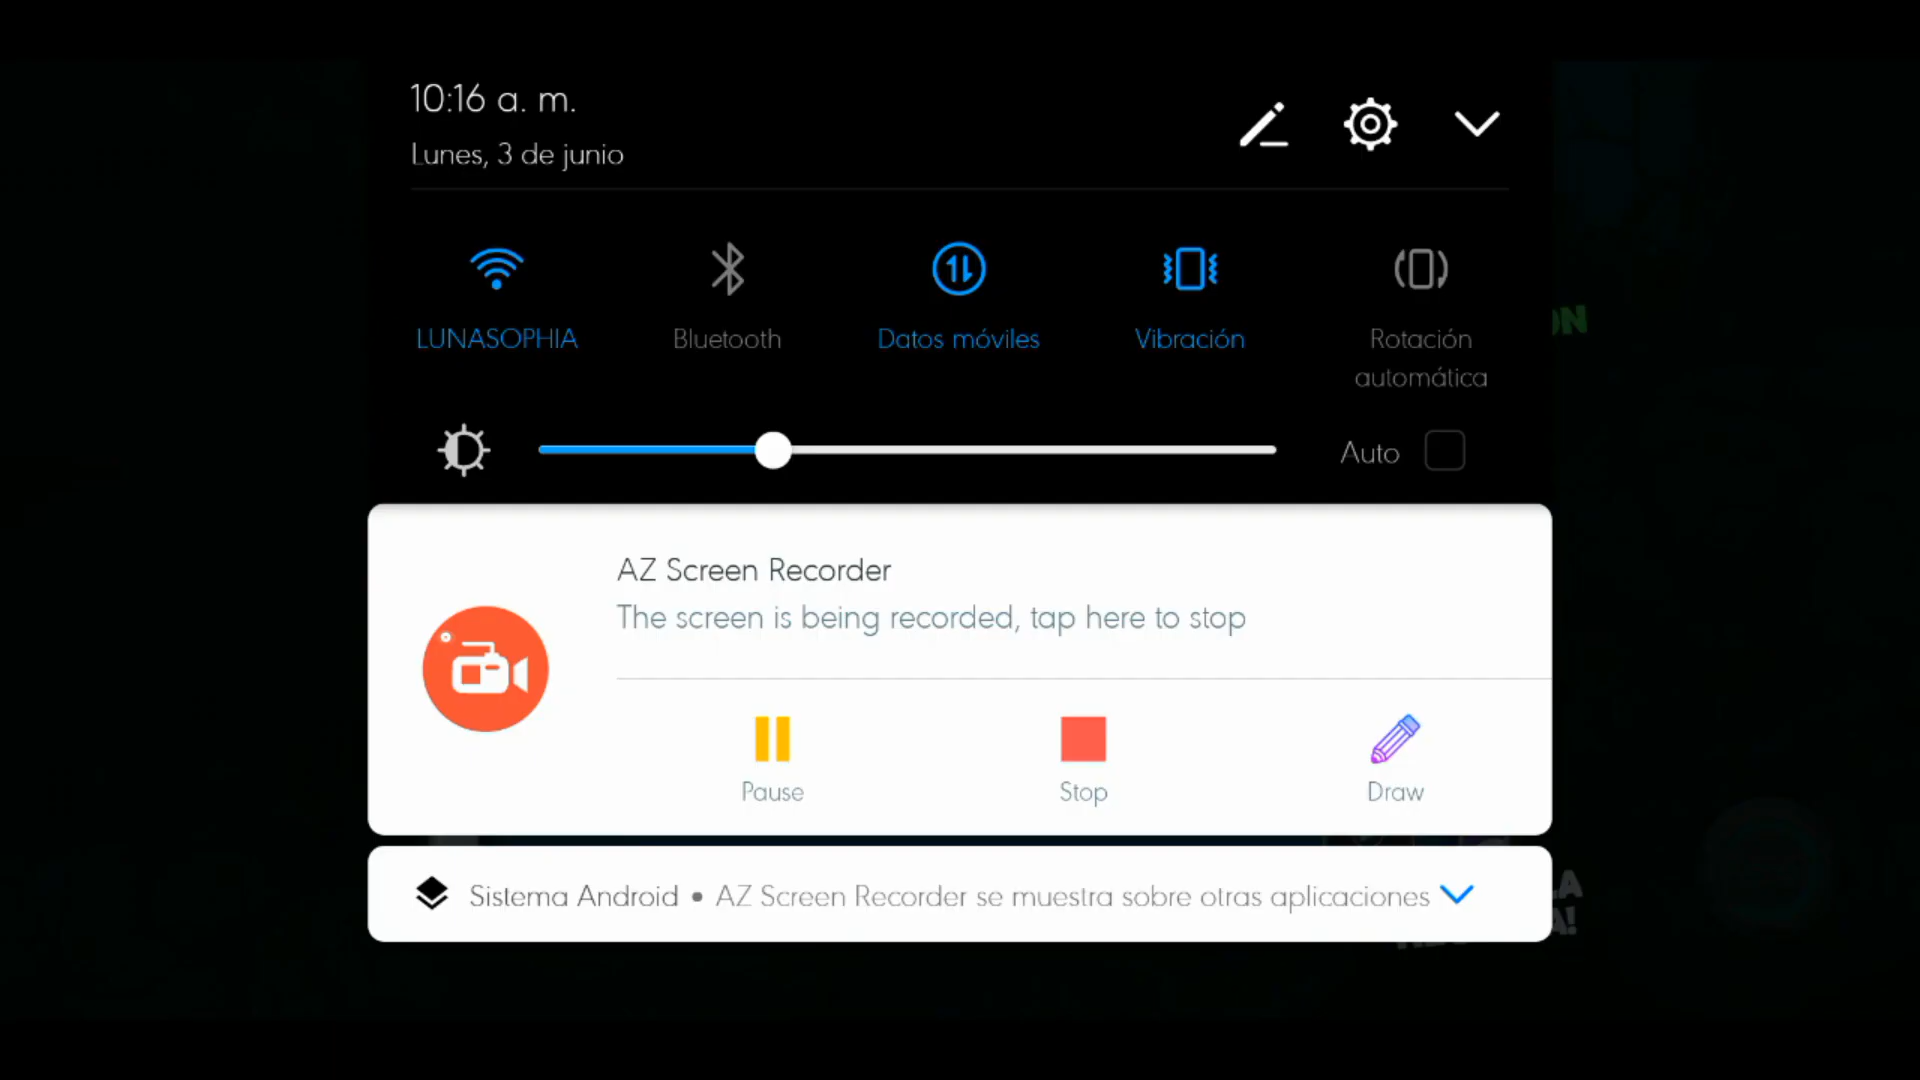 10:16 a. m.
Lunes, 3 de junio
LUNASOPHIA
Bluetooth
Datos móviles
Vibración
Rotación
automática
Auto
AZ Screen Recorder
The screen is being recorded, tap here to stop
Pause
Stop
Draw
Sistema Android • AZ Screen Recorder se muestra sobre otras aplicaciones